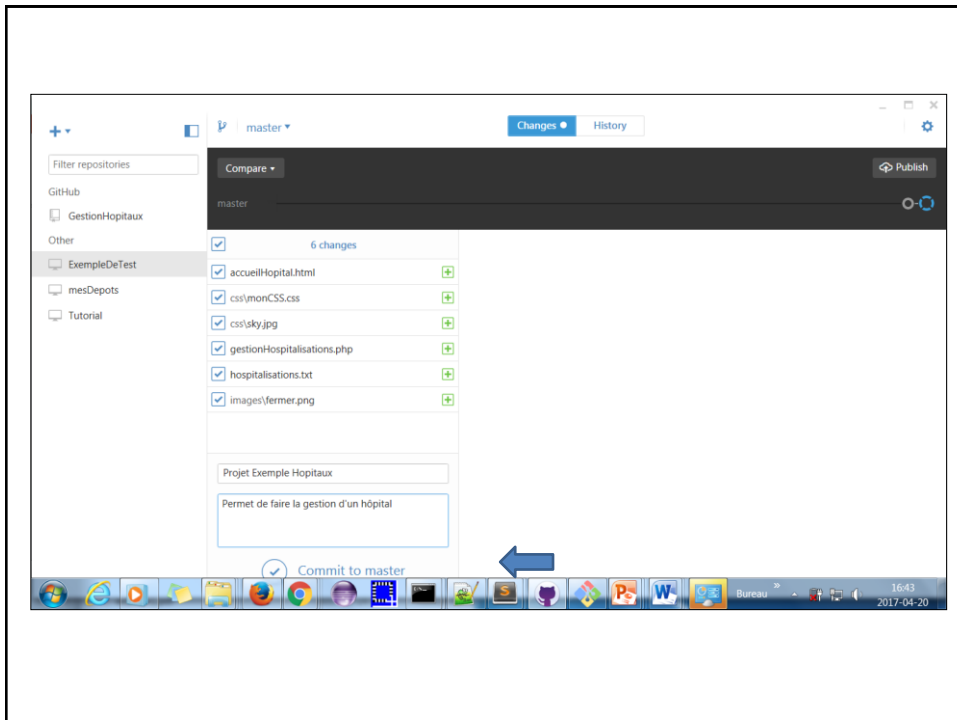 master
Changes
History
Filter repositories
GitHub
GestionHopitaux
Other
ExempleDeTest
mesDepots
Tutorial
Compare
Publish
master
6 changes
accueilHopital.html
css\monCSS.css
css\sky.jpg
gestionHospitalisations.php
hospitalisations.txt
images\fermer.png
Projet Exemple Hopitaux
Permet de faire la gestion d'un hôpital
Commit to master
Bureau
16:43
2017-04-20